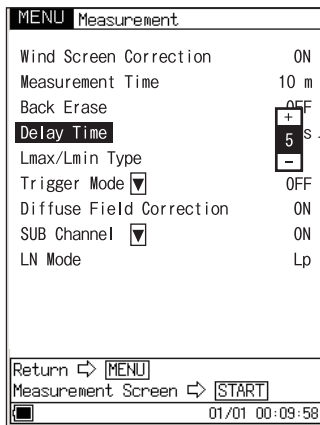 MENU Measurement
Wind Screen Correction ON
Measurement Time 10 m
Back Erase OFF
Delay Time 5 s
+
-
Lmax/Lmin Type
Trigger Mode ▼ OFF
Diffuse Field Correction ON
SUB Channel ▼ ON
LN Mode Lp
Return ⇨ MENU
Measurement Screen ⇨ START
01/01 00:09:58